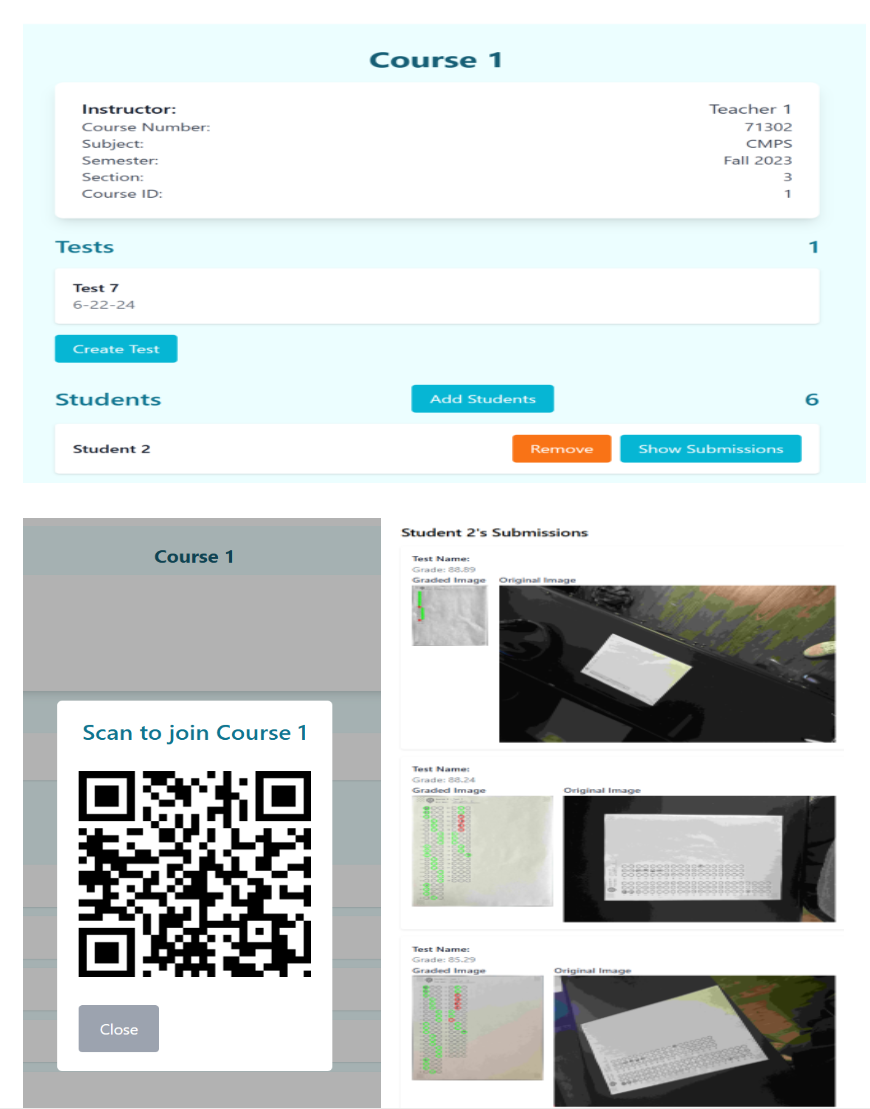 Course 1
Instructor: Teacher 1
Course Number: 71302
Subject: CMPS
Semester: Fall 2023
Section: 3
Course ID: 1
Tests 1
Test 7
6-22-24
Create Test
Students Add Students 6
Student 2 Remove Show Submissions
Course 1
Scan to join Course 1
Close
Student 2's Submissions
Test Name:
Grade: 88.89
Graded Image Original Image
Test Name:
Grade: 88.24
Graded Image Original Image
Test Name:
Grade: 85.29
Graded Image Original Image